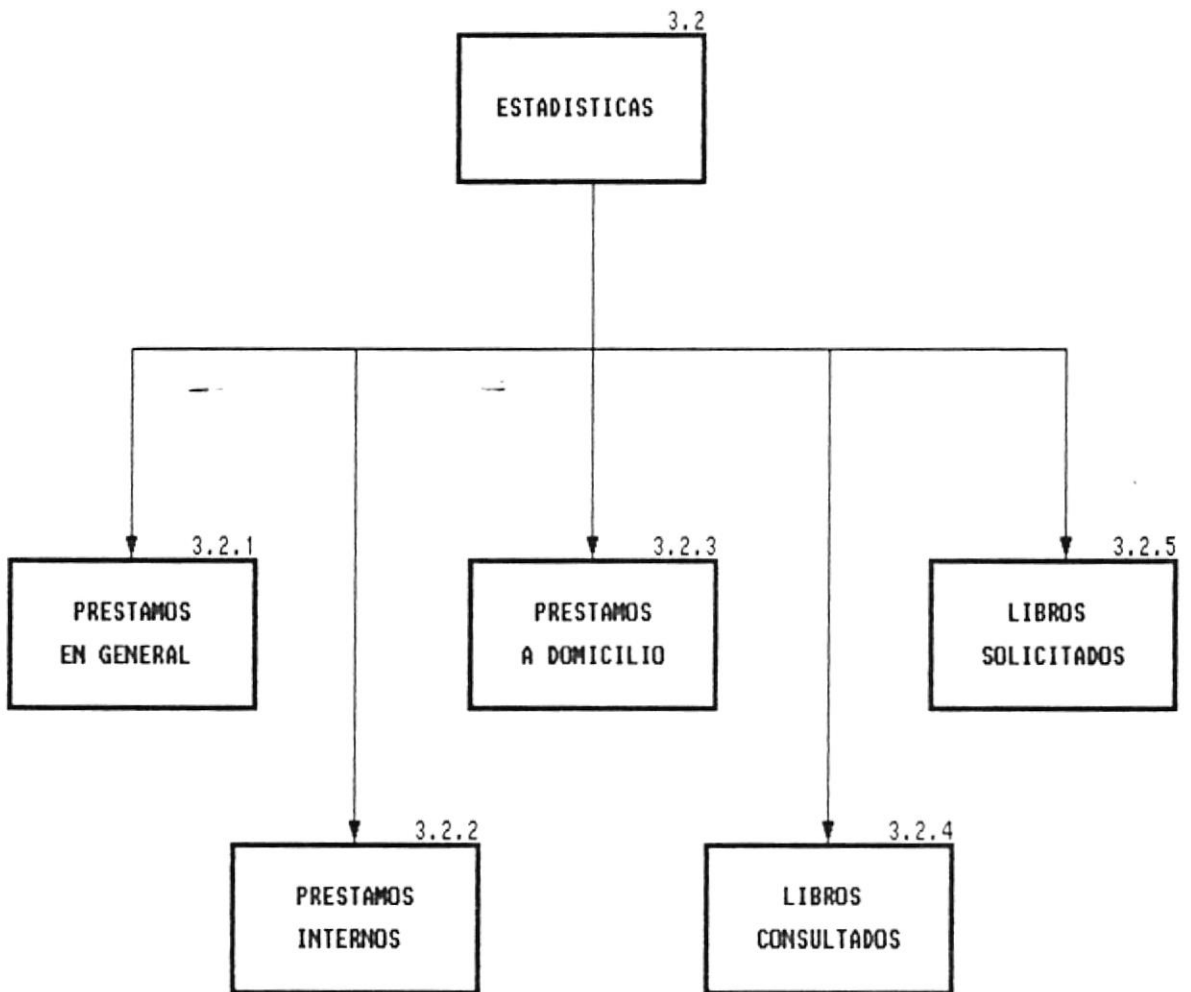 3.2
ESTADISTICAS
3.2.1
PRESTAMOS
EN GENERAL
3.2.3
PRESTAMOS
A DOMICILIO
3.2.5
LIBROS
SOLICITADOS
3.2.2
PRESTAMOS
INTERNOS
3.2.4
LIBROS
CONSULTADOS